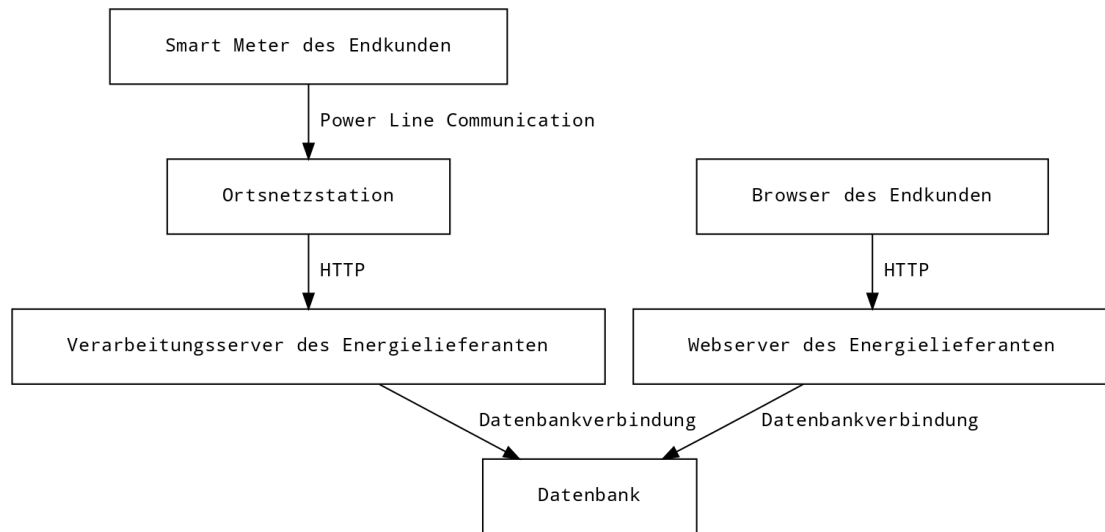 Smart Meter des Endkunden
Power Line Communication
Ortsnetzstation
Browser des Endkunden
HTTP
HTTP
Verarbeitungsserver des Energielieferanten
Webserver des Energielieferanten
Datenbankverbindung
Datenbankverbindung
Datenbank